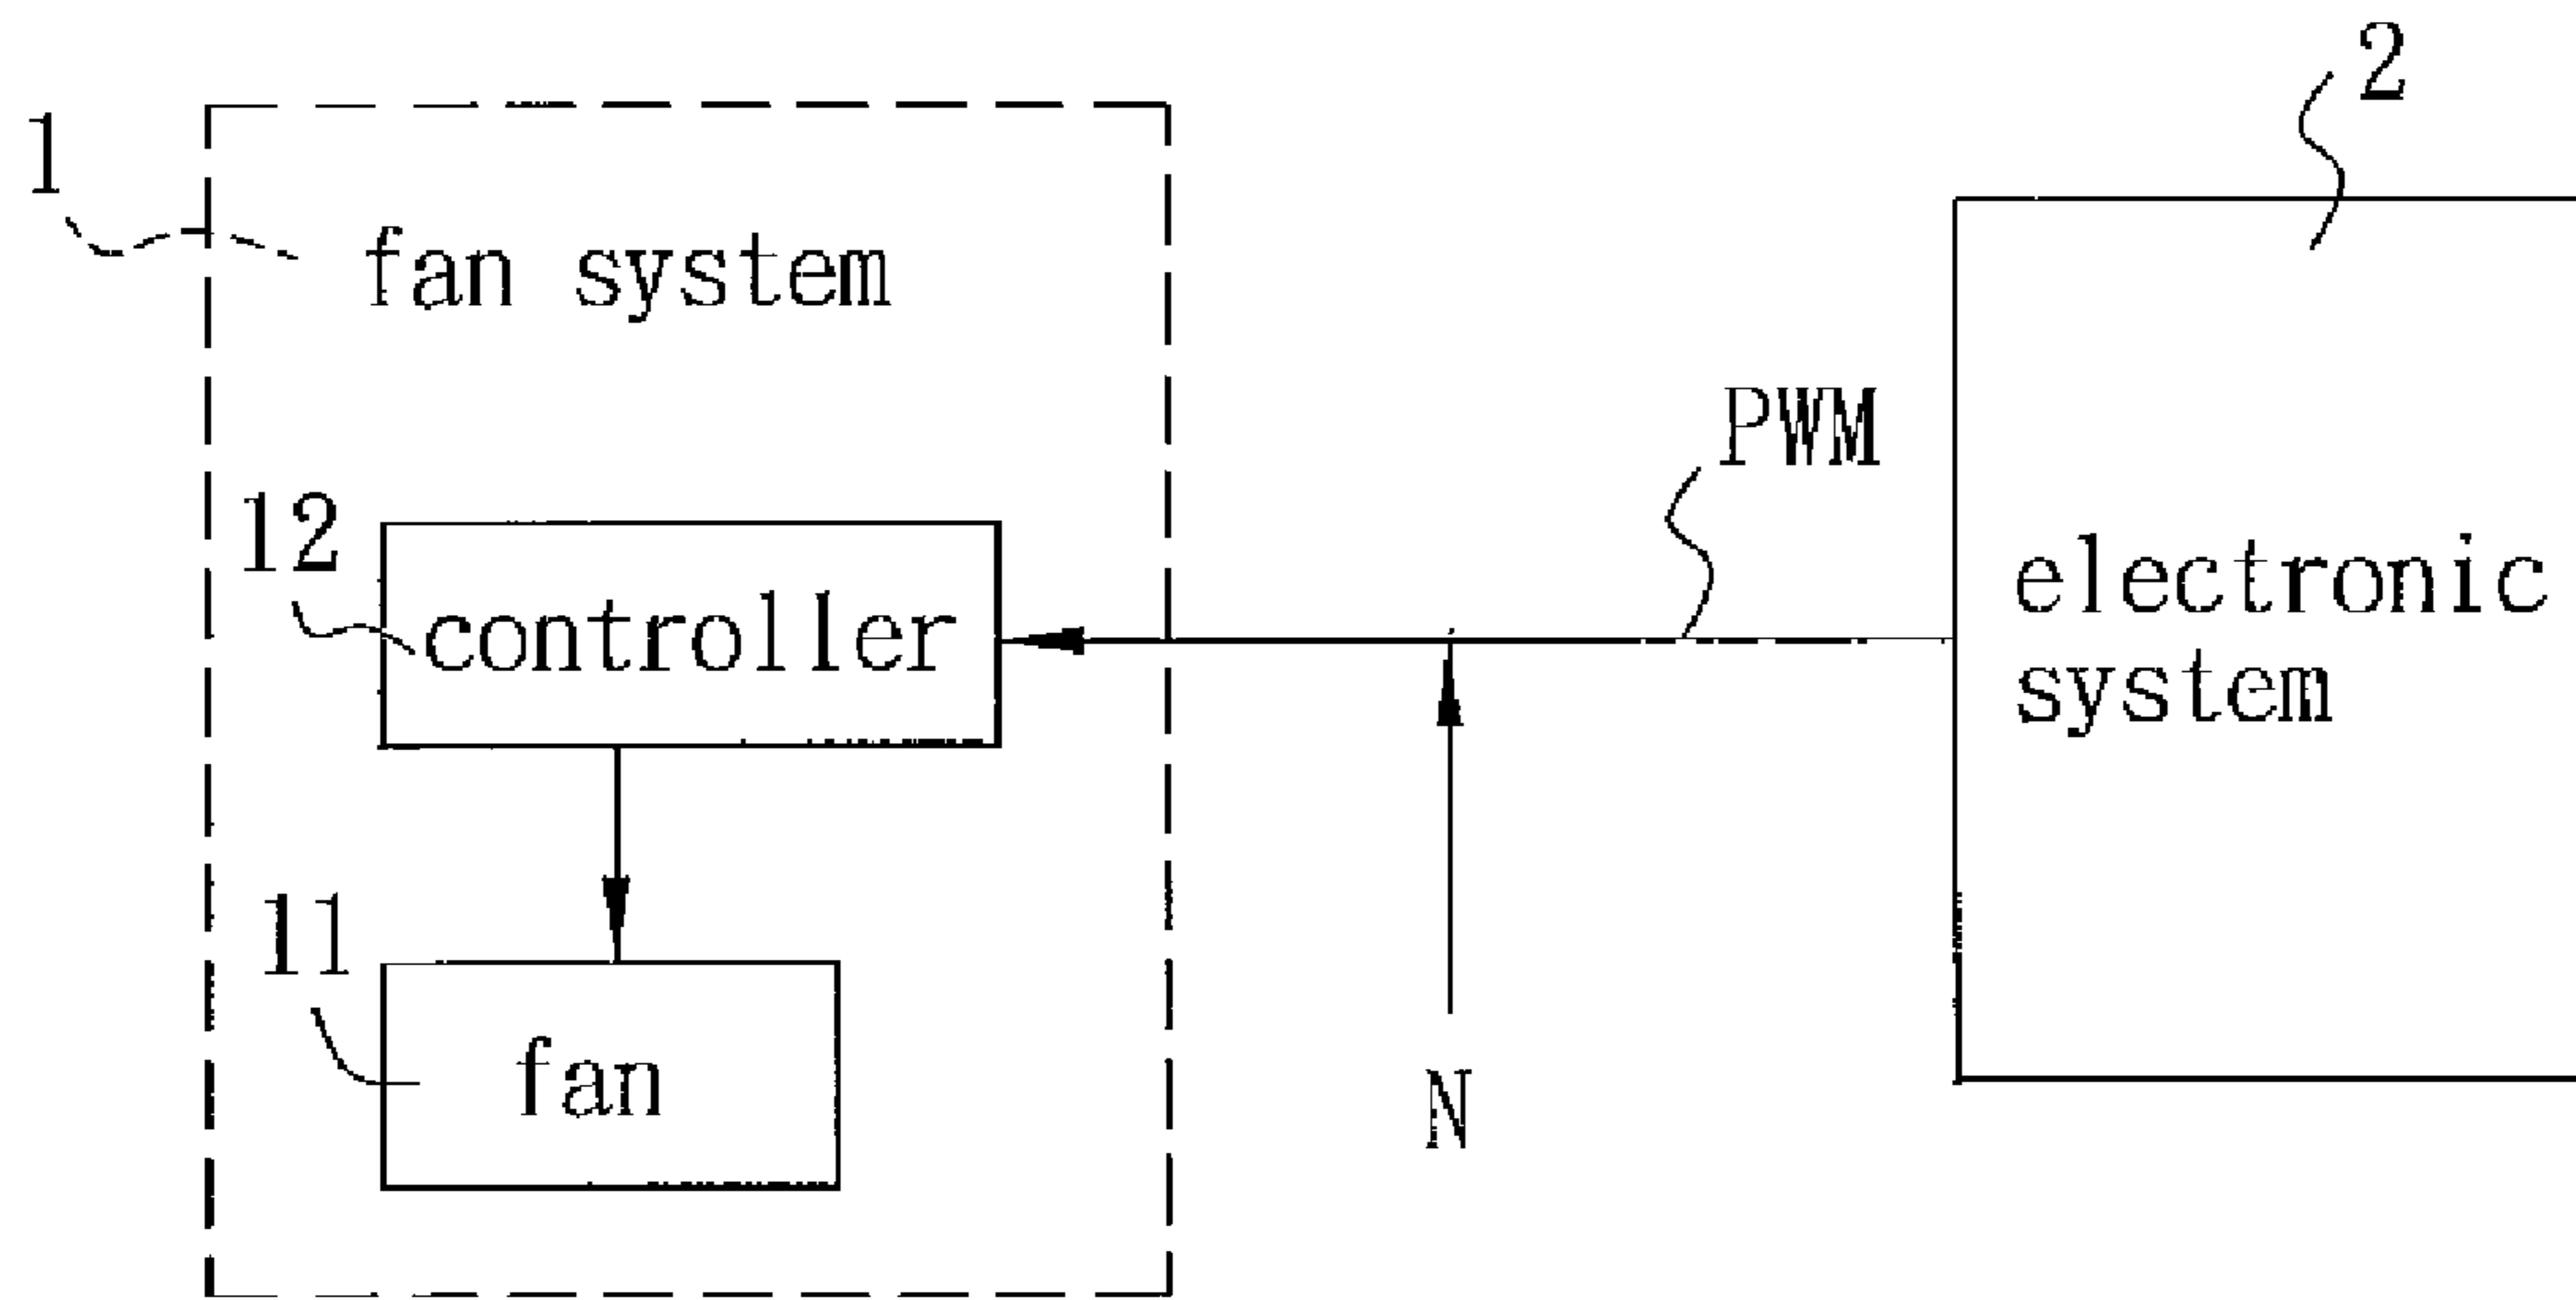 2
1
fan system
PWM
12
controller
electronic
system
11
fan
N